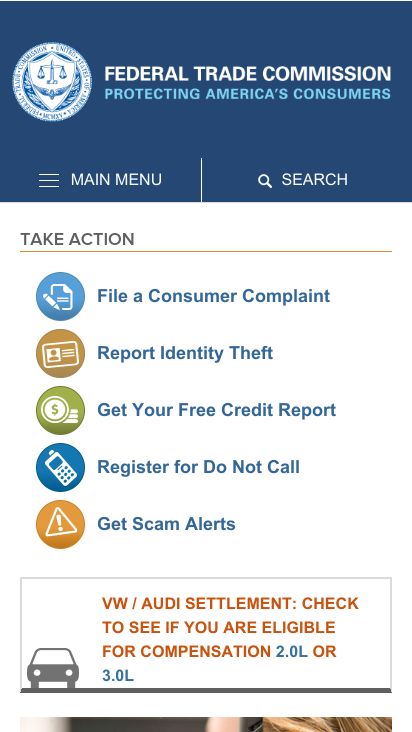 FEDERAL TRADE COMMISSION
PROTECTING AMERICA'S CONSUMERS
MAIN MENU
SEARCH
TAKE ACTION
File a Consumer Complaint
Report Identity Theft
Get Your Free Credit Report
Register for Do Not Call
Get Scam Alerts
VW / AUDI SETTLEMENT: CHECK
TO SEE IF YOU ARE ELIGIBLE
FOR COMPENSATION 2.0L OR
3.0L